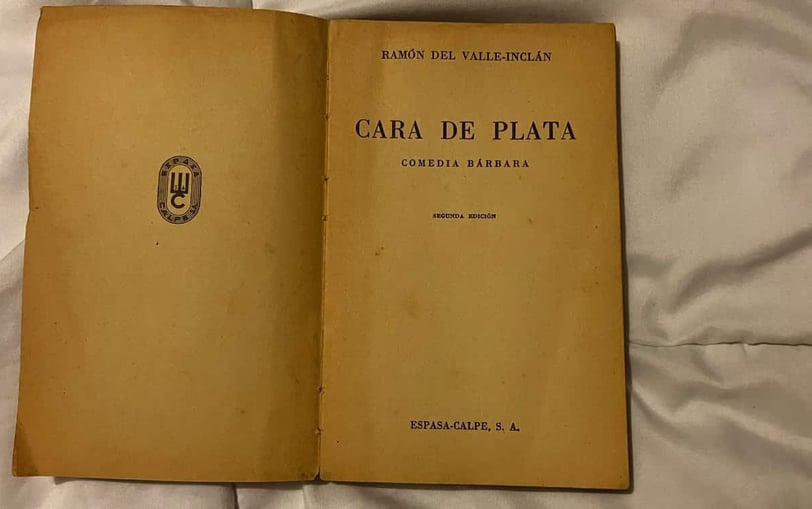 ESPASA
CALPE, S.A.
RAMÓN DEL VALLE-INCLÁN
CARA DE PLATA
COMEDIA BÁRBARA
SEGUNDA EDICIÓN
ESPASA-CALPE, S. A.